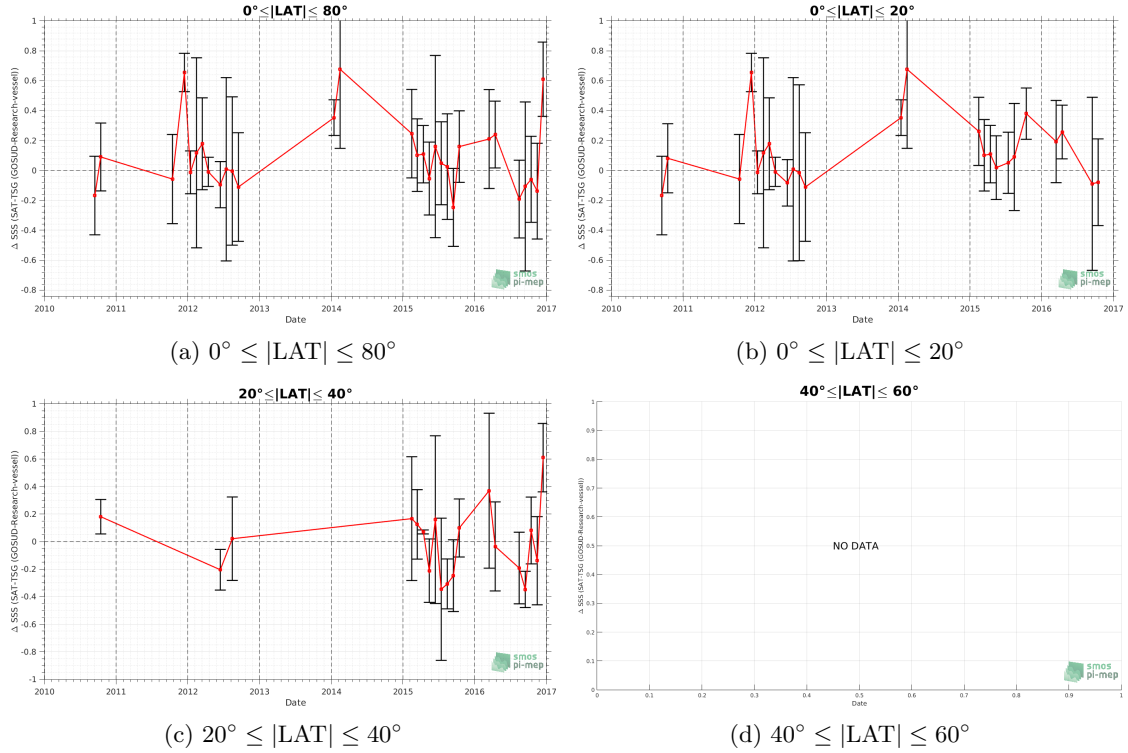 0°≤|LAT|≤ 80°
Δ SSS (SAT-TSG (GOSUD-Research-vessel))
1
0.8
0.6
0.4
0.2
0
-0.2
-0.4
-0.6
-0.8
2010 2011 2012 2013 2014 2015 2016 2017
Date
smos
pi-mep
(a) 0° ≤ |LAT| ≤ 80°
0°≤|LAT|≤ 20°
Δ SSS (SAT-TSG (GOSUD-Research-vessel))
1
0.8
0.6
0.4
0.2
0
-0.2
-0.4
-0.6
-0.8
2010 2011 2012 2013 2014 2015 2016 2017
Date
smos
pi-mep
(b) 0° ≤ |LAT| ≤ 20°
20°≤|LAT|≤ 40°
Δ SSS (SAT-TSG (GOSUD-Research-vessel))
1
0.8
0.6
0.4
0.2
0
-0.2
-0.4
-0.6
-0.8
-1
2010 2011 2012 2013 2014 2015 2016 2017
Date
smos
pi-mep
(c) 20° ≤ |LAT| ≤ 40°
40°≤|LAT|≤ 60°
Δ SSS (SAT-TSG (GOSUD-Research-vessel))
1
0.9
0.8
0.7
0.6
0.5
0.4
0.3
0.2
0.1
0
NO DATA
0 0.1 0.2 0.3 0.4 0.5 0.6 0.7 0.8 0.9 1
Date
smos
pi-mep
(d) 40° ≤ |LAT| ≤ 60°